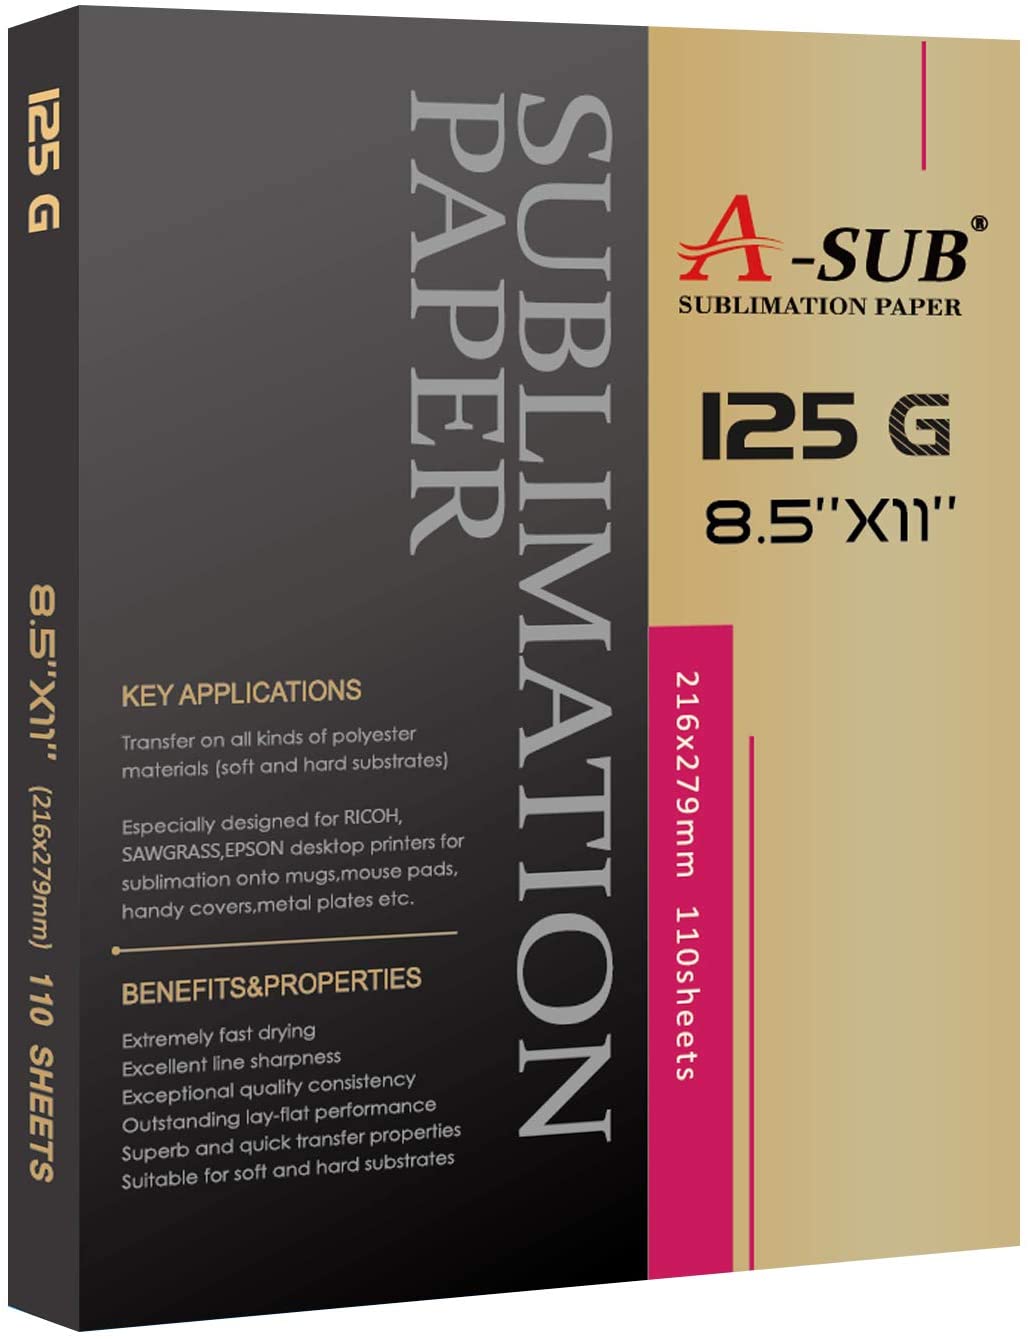 125 G
8.5"X11" (216x279mm) 110 SHEETS
SUBLIMATION
PAPER
KEY APPLICATIONS
Transfer on all kinds of polyester
materials (soft and hard substrates)
Especially designed for RICOH,
SAWGRASS,EPSON desktop printers for
sublimation onto mugs,mouse pads,
handy covers,metal plates etc.
BENEFITS&PROPERTIES
Extremely fast drying
Excellent line sharpness
Exceptional quality consistency
Outstanding lay-flat performance
Superb and quick transfer properties
Suitable for soft and hard substrates
A-SUB®
SUBLIMATION PAPER
125 G
8.5"X11"
216x279mm 110sheets